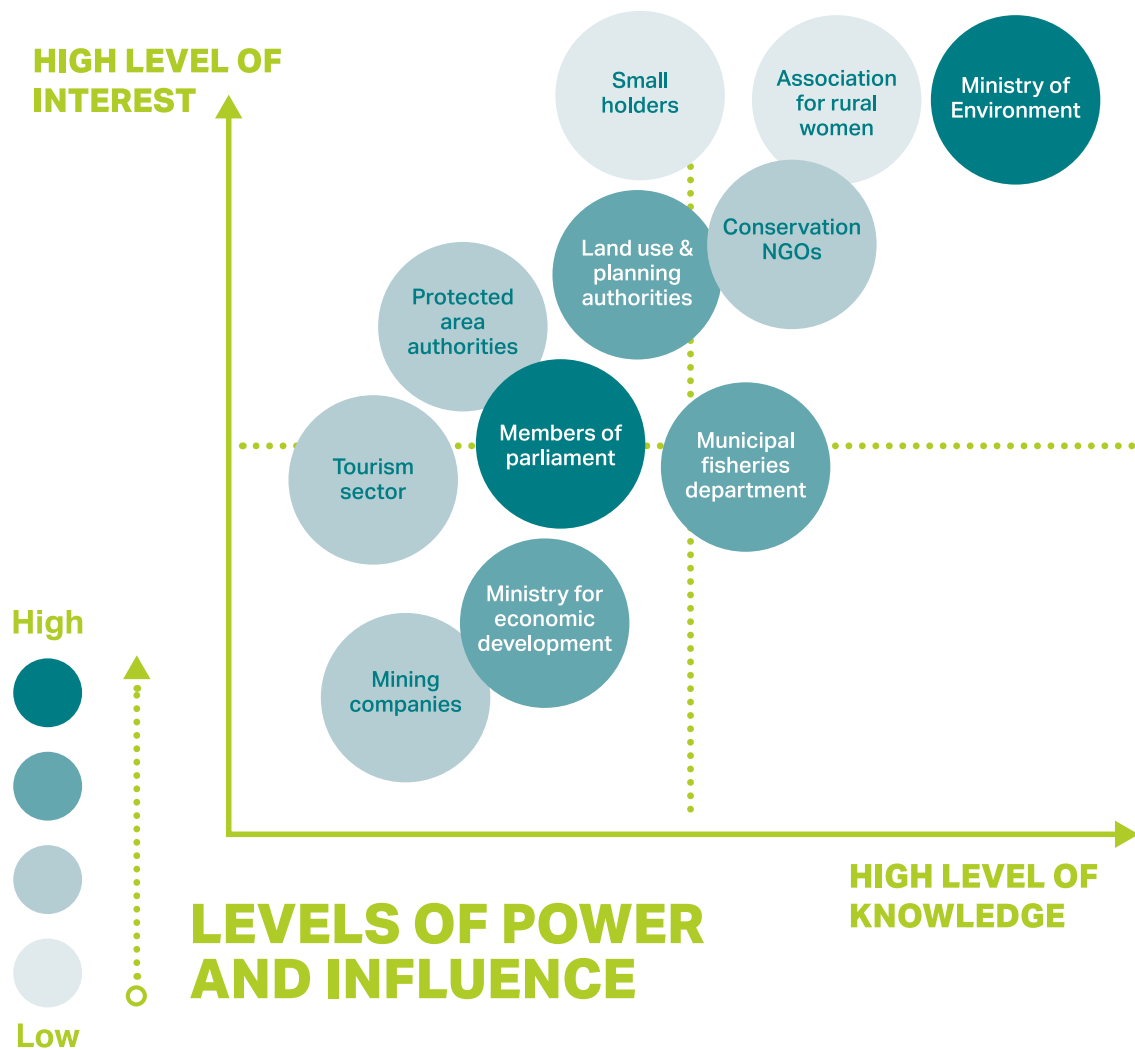 HIGH LEVEL OF
INTEREST
Small
holders
Association
for rural
women
Ministry of
Environment
Conservation
NGOs
Land use &
planning
authorities
Protected
area
authorities
Members of
parliament
Municipal
fisheries
department
Tourism
sector
Ministry for
economic
development
Mining
companies
High
Low
HIGH LEVEL OF
KNOWLEDGE
LEVELS OF POWER
AND INFLUENCE